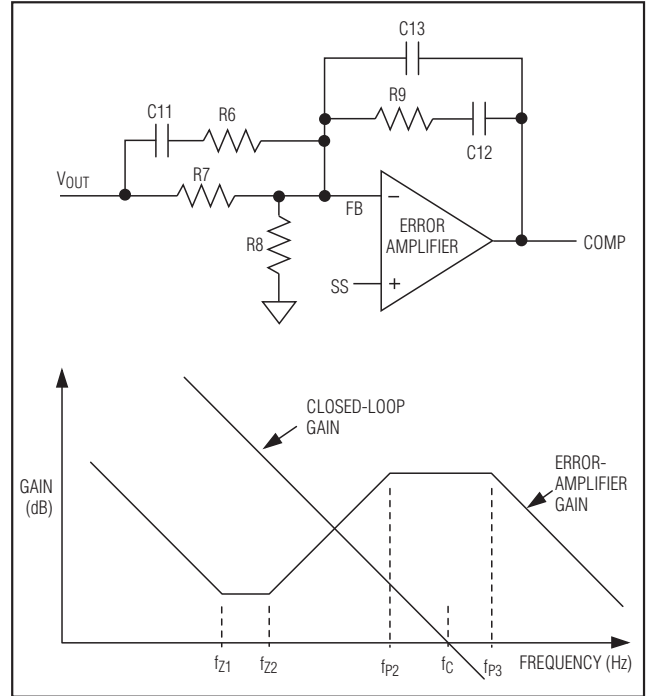 C13
R9
C11
R6
C12
VOUT
R7
FB
ERROR
AMPLIFIER
COMP
R8
SS
−
+
CLOSED-LOOP
GAIN
ERROR-
AMPLIFIER
GAIN
GAIN
(dB)
fZ1
fZ2
fP2
fC
fP3
FREQUENCY (Hz)